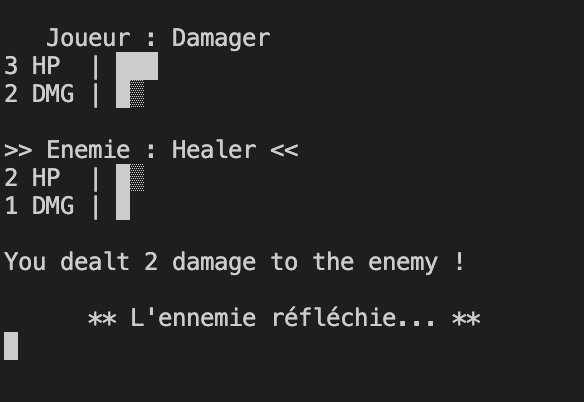 Joueur : Damager
3 HP  | ███
2 DMG | █▒
>> Enemie : Healer <<
2 HP  | █▒
1 DMG | █
You dealt 2 damage to the enemy !
** L'ennemie réfléchie... **